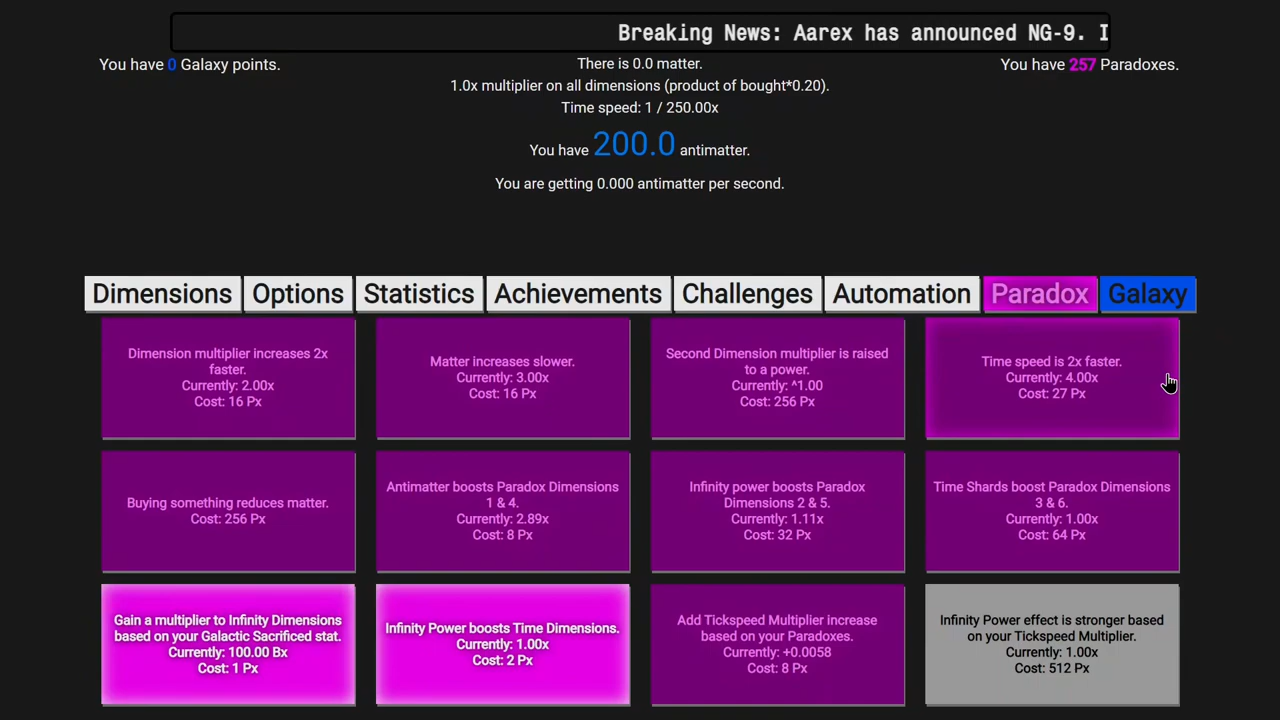 Breaking News: Aarex has announced NG-9. I
You have 0 Galaxy points.
There is 0.0 matter.
You have 257 Paradoxes.
1.0x multiplier on all dimensions (product of bought*0.20).
Time speed: 1 / 250.00x
You have 200.0 antimatter.
You are getting 0.000 antimatter per second.
Dimensions Options Statistics Achievements Challenges Automation Paradox Galaxy
Dimension multiplier increases 2x
faster.
Currently: 2.00x
Cost: 16 Px
Matter increases slower.
Currently: 3.00x
Cost: 16 Px
Second Dimension multiplier is raised
to a power.
Currently: ^1.00
Cost: 256 Px
Time speed is 2x faster.
Currently: 4.00x
Cost: 27 Px
Buying something reduces matter.
Cost: 256 Px
Antimatter boosts Paradox Dimensions
1 & 4.
Currently: 2.89x
Cost: 8 Px
Infinity power boosts Paradox
Dimensions 2 & 5.
Currently: 1.11x
Cost: 32 Px
Time Shards boost Paradox Dimensions
3 & 6.
Currently: 1.00x
Cost: 64 Px
Gain a multiplier to Infinity Dimensions
based on your Galactic Sacrificed stat.
Currently: 100.00 Bx
Cost: 1 Px
Infinity Power boosts Time Dimensions.
Currently: 1.00x
Cost: 2 Px
Add Tickspeed Multiplier increase
based on your Paradoxes.
Currently: +0.0058
Cost: 8 Px
Infinity Power effect is stronger based
on your Tickspeed Multiplier.
Currently: 1.00x
Cost: 512 Px